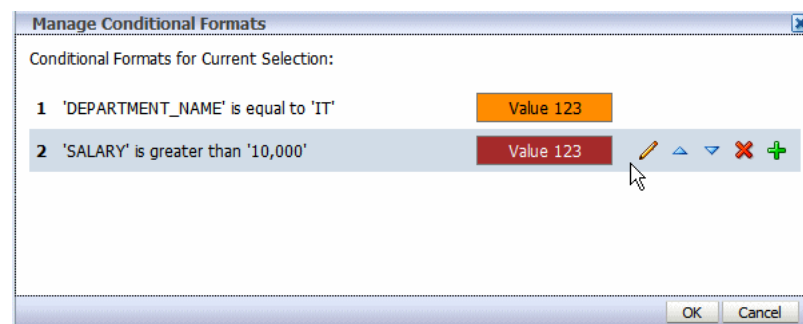 Manage Conditional Formats
Conditional Formats for Current Selection:
1 'DEPARTMENT_NAME' is equal to 'IT' Value 123
2 'SALARY' is greater than '10,000' Value 123
OK Cancel